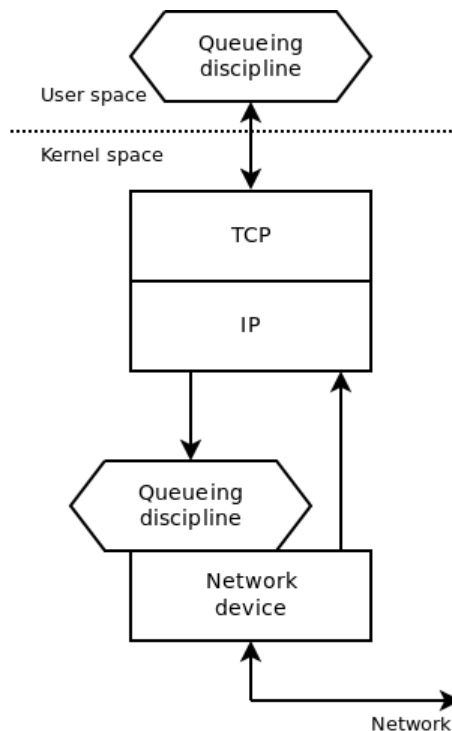 Queueing
discipline
User space
Kernel space
TCP
IP
Queueing
discipline
Network
device
Network